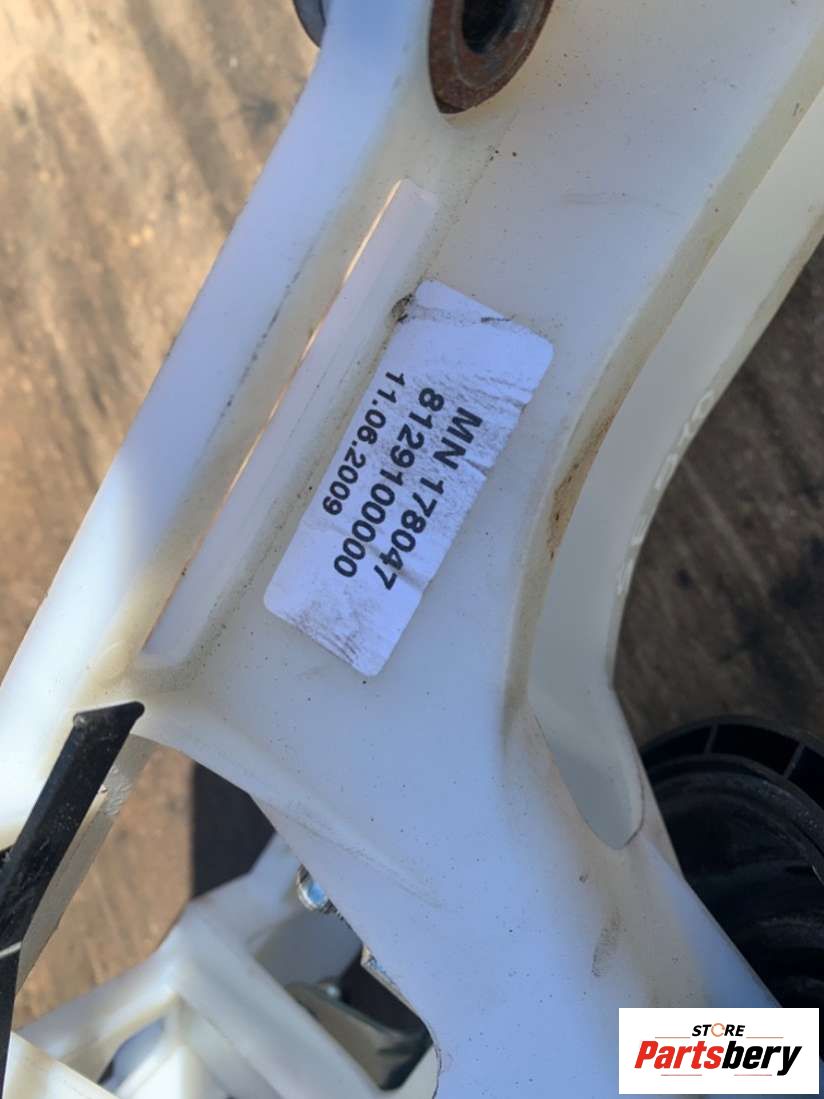 MN 178047
8129100000
11.06.2009
STORE
Partsbery